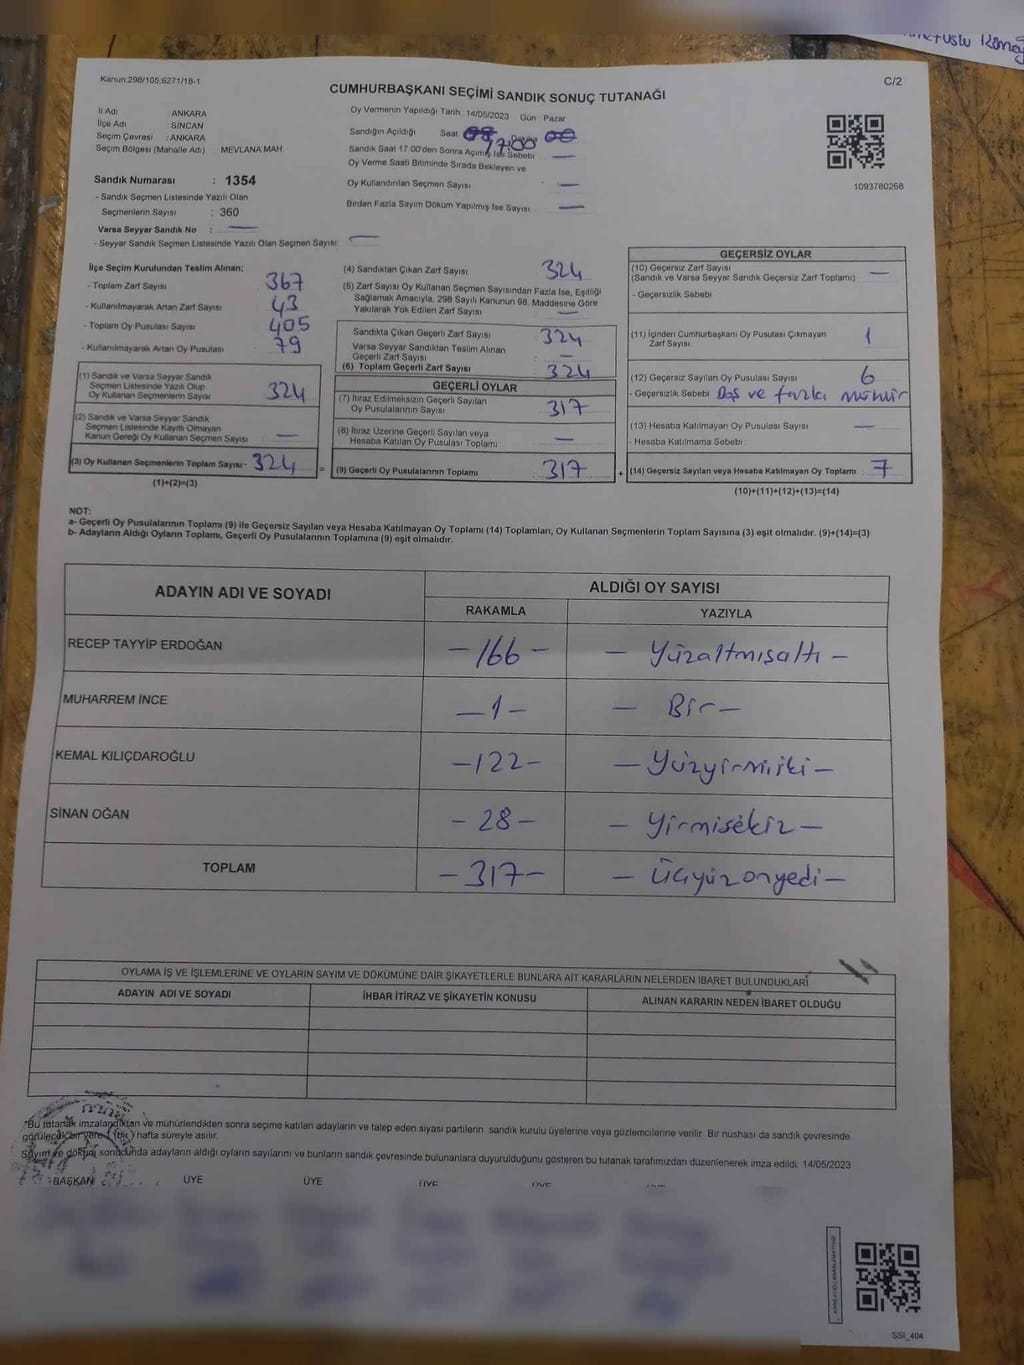 Kanun,298/105,6271/18-1
C/2
CUMHURBAŞKANI SEÇİMİ SANDIK SONUÇ TUTANAĞI
İl Adı ANKARA
İlçe Adı SİNCAN
Seçim Çevresi : ANKARA
Seçim Bölgesi (Mahalle Adı) MEVLANA MAH
Sandık Numarası : 1354
- Sandık Seçmen Listesinde Yazılı Olan
Seçmenlerin Sayısı : 360
Varsa Seyyar Sandık No : —
- Seyyar Sandık Seçmen Listesinde Yazılı Olan Seçmen Sayısı —
Oy Vermenin Yapıldığı Tarih 14/05/2023 Gün Pazar
Sandığın Açıldığı Saat 17:00
Sandık Saat 17.00'den Sonra Açımış İse Sebebi —
Oy Verme Saati Bitiminde Sırada Bekleyen ve
Oy Kullandırılan Seçmen Sayısı —
Birden Fazla Sayım Döküm Yapılmış İse Sayısı —
1093780268
İlçe Seçim Kurulundan Teslim Alınan;
- Toplam Zarf Sayısı 367
- Kullanılmayarak Artan Zarf Sayısı 43
- Toplam Oy Pusulası Sayısı 405
- Kullanılmayarak Artan Oy Pusulası 79
(1) Sandık ve Varsa Seyyar Sandık
Seçmen Listesinde Yazılı Olup
Oy Kullanan Seçmenlerin Sayısı 324
(2) Sandık ve Varsa Seyyar Sandık
Seçmen Listesinde Kayıtlı Olmayan
Kanun Gereği Oy Kullanan Seçmen Sayısı —
(3) Oy Kullanan Seçmenlerin Toplam Sayısı- 324 =
(1)+(2)=(3)
(4) Sandıktan Çıkan Zarf Sayısı 324
(5) Zarf Sayısı Oy Kullanan Seçmen Sayısından Fazla İse, Eşitliği
Sağlamak Amacıyla, 298 Sayılı Kanunun 98. Maddesine Göre
Yakılarak Yok Edilen Zarf Sayısı —
Sandıkta Çıkan Geçerli Zarf Sayısı 324
Varsa Seyyar Sandıktan Teslim Alınan
Geçerli Zarf Sayısı —
(6) Toplam Geçerli Zarf Sayısı 324
GEÇERLİ OYLAR
(7) İtiraz Edilmeksizin Geçerli Sayılan
Oy Pusulalarının Sayısı 317
(8) İtiraz Üzerine Geçerli Sayılan veya
Hesaba Katılan Oy Pusulaları Toplamı —
(9) Geçerli Oy Pusulalarının Toplamı 317 +
GEÇERSİZ OYLAR
(10) Geçersiz Zarf Sayısı —
(Sandık ve Varsa Seyyar Sandık Geçersiz Zarf Toplamı)
- Geçersizlik Sebebi
(11) İçinden Cumhurbaşkanı Oy Pusulası Çıkmayan
Zarf Sayısı 1
(12) Geçersiz Sayılan Oy Pusulası Sayısı 6
- Geçersizlik Sebebi Boş ve fazla mühür
(13) Hesaba Katılmayan Oy Pusulası Sayısı —
- Hesaba Katılmama Sebebi
(14) Geçersiz Sayılan veya Hesaba Katılmayan Oy Toplamı 7
(10)+(11)+(12)+(13)=(14)
NOT:
a- Geçerli Oy Pusulalarının Toplamı (9) ile Geçersiz Sayılan veya Hesaba Katılmayan Oy Toplamı (14) Toplamları, Oy Kullanan Seçmenlerin Toplam Sayısına (3) eşit olmalıdır. (9)+(14)=(3)
b- Adayların Aldığı Oyların Toplamı, Geçerli Oy Pusulalarının Toplamına (9) eşit olmalıdır.
ADAYIN ADI VE SOYADI ALDIĞI OY SAYISI
RAKAMLA YAZIYLA
RECEP TAYYİP ERDOĞAN -166- - Yüzaltmışaltı -
MUHARREM İNCE -1- - Bir -
KEMAL KILIÇDAROĞLU -122- - Yüzyirmiiki -
SİNAN OĞAN -28- - Yirmisekiz -
TOPLAM -317- - Üçyüzonyedi -
OYLAMA İŞ VE İŞLEMLERİNE VE OYLARIN SAYIM VE DÖKÜMÜNE DAİR ŞİKAYETLERLE BUNLARA AİT KARARLARIN NELERDEN İBARET BULUNDUKLARI
ADAYIN ADI VE SOYADI İHBAR İTİRAZ VE ŞİKAYETİN KONUSU ALINAN KARARIN NEDEN İBARET OLDUĞU
*Bu tutanak imzalandıktan ve mühürlendikten sonra seçime katılan adayların ve talep eden siyasi partilerin. sandık kurulu üyelerine veya gözlemcilerine verilir. Bir nüshası da sandık çevresinde
görülecek bir yere 1 (bir) hafta süreyle asılır.
Sayım ve döküm sonucunda adayların aldığı oyların sayılarını ve bunların sandık çevresinde bulunanlara duyurulduğunu gösteren bu tutanak tarafımızdan düzenlenerek imza edildi. 14/05/2023
BAŞKAN ÜYE ÜYE ÜYE ÜYE
SSI_404